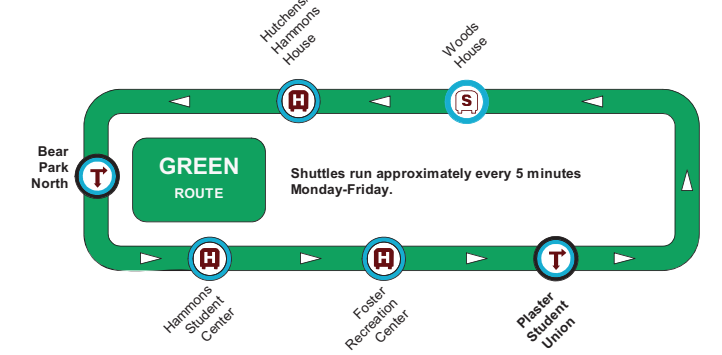 Hutchens/
Hammons
House
Woods
House
H
S
Bear
Park
North
T
GREEN
ROUTE
Shuttles run approximately every 5 minutes
Monday-Friday.
H
H
T
Hammons
Student
Center
Foster
Recreation
Center
Plaster
Student
Union